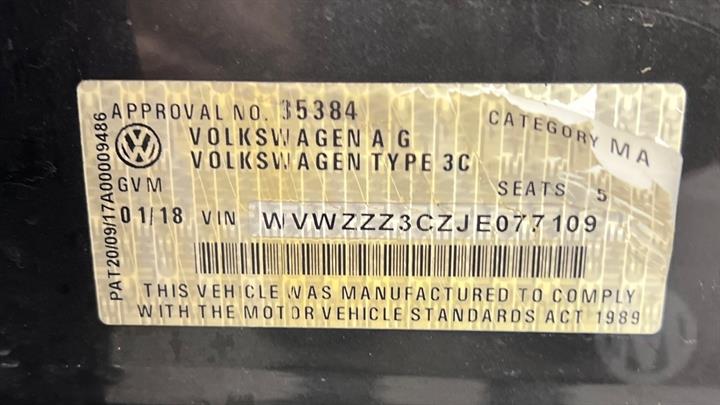 APPROVAL NO. 35384
CATEGORY MA
VOLKSWAGEN AG
VOLKSWAGEN TYPE 3C
GVM
SEATS 5
01/18 VIN WVWZZZ3CZJE077109
THIS VEHICLE WAS MANUFACTURED TO COMPLY
WITH THE MOTOR VEHICLE STANDARDS ACT 1989
PAT20/09/17A00009486